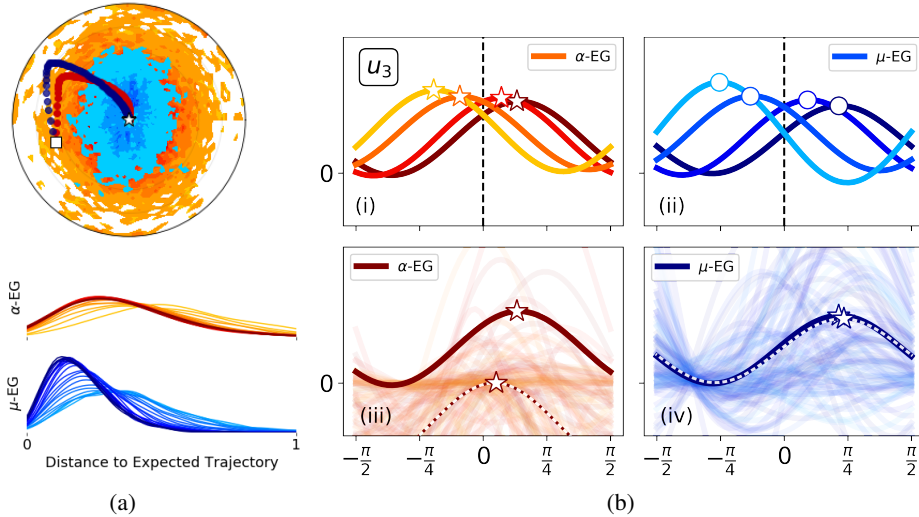 α-EG
μ-EG
0 1
Distance to Expected Trajectory
(a)
u₃
α-EG
(i)
0
μ-EG
(ii)
α-EG
(iii)
0
μ-EG
(iv)
−π/2 −π/4 0 π/4 π/2
−π/2 −π/4 0 π/4 π/2
(b)